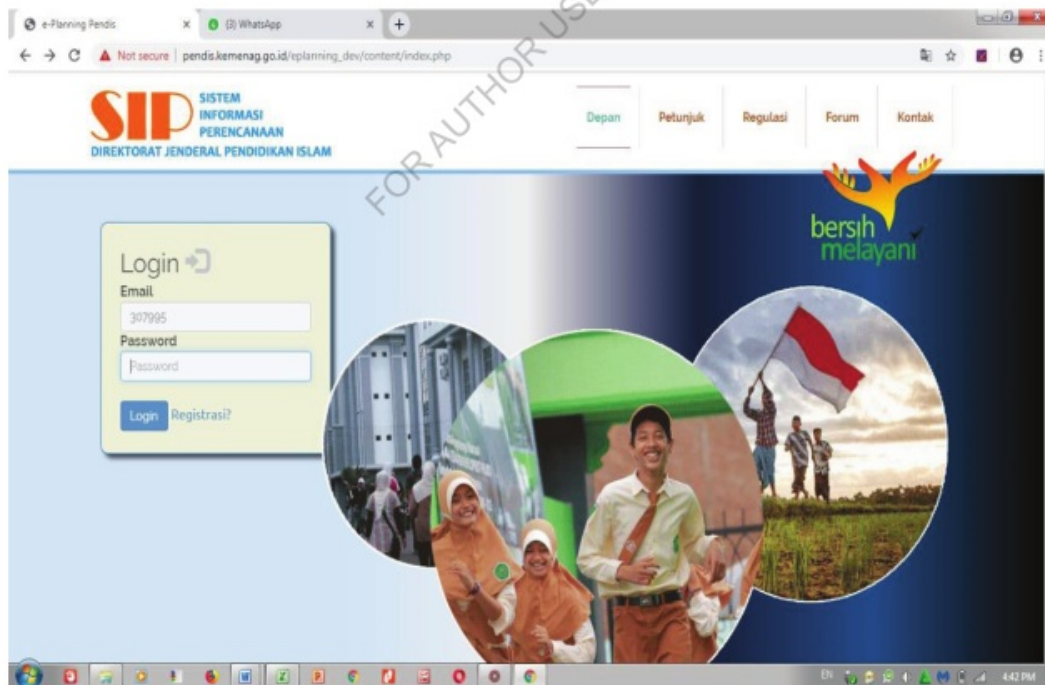 e-Planning Pendis
(3) WhatsApp
FOR AUTHOR USE
Not secure | pendis.kemenag.go.id/eplanning_dev/content/index.php
SIP
SISTEM
INFORMASI
PERENCANAAN
DIREKTORAT JENDERAL PENDIDIKAN ISLAM
Depan Petunjuk Regulasi Forum Kontak
bersih
melayani
Login
Email
307995
Password
Password
Login Registrasi?
EN 4:42 PM